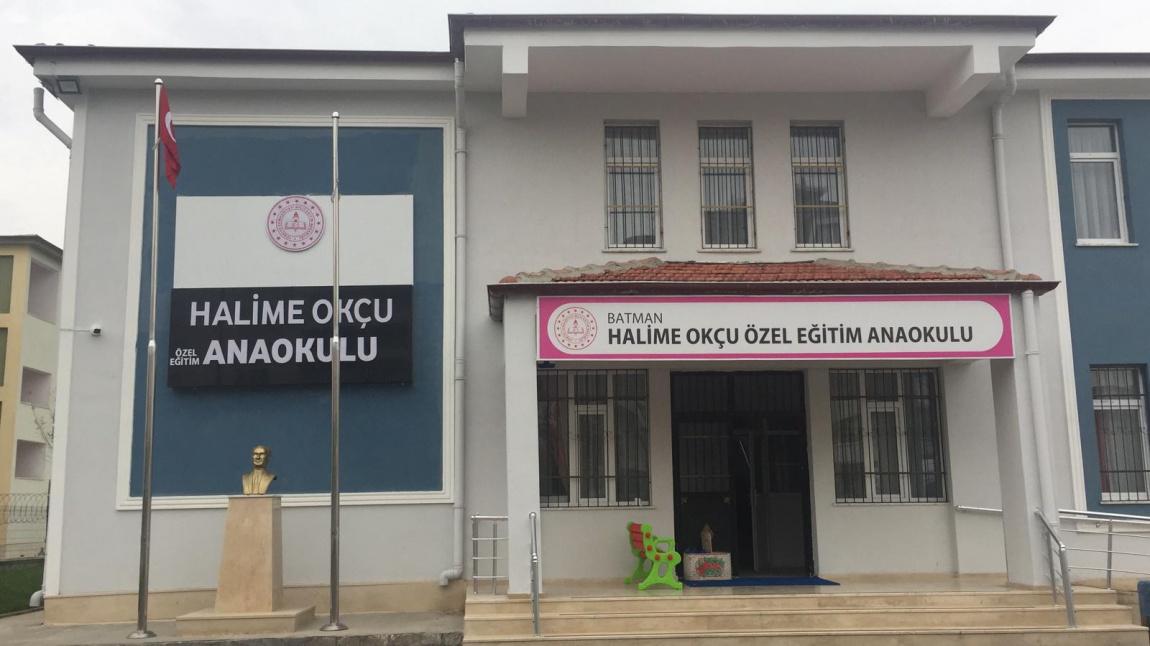 HALİME OKÇU
ÖZEL EĞİTİM ANAOKULU
BATMAN
HALİME OKÇU ÖZEL EĞİTİM ANAOKULU